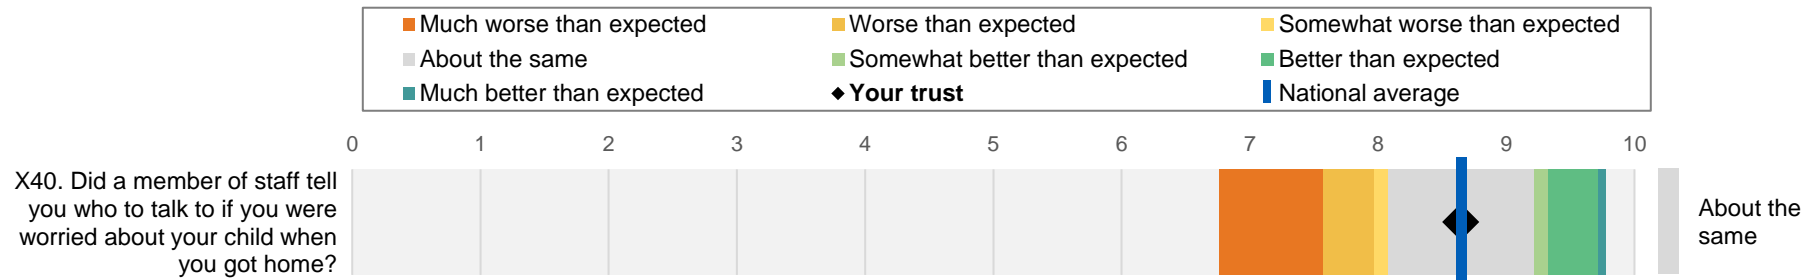 Much worse than expected
Worse than expected
Somewhat worse than expected
About the same
Somewhat better than expected
Better than expected
Much better than expected
Your trust
National average
0 1 2 3 4 5 6 7 8 9 10
X40. Did a member of staff tell
you who to talk to if you were
worried about your child when
you got home?
About the
same